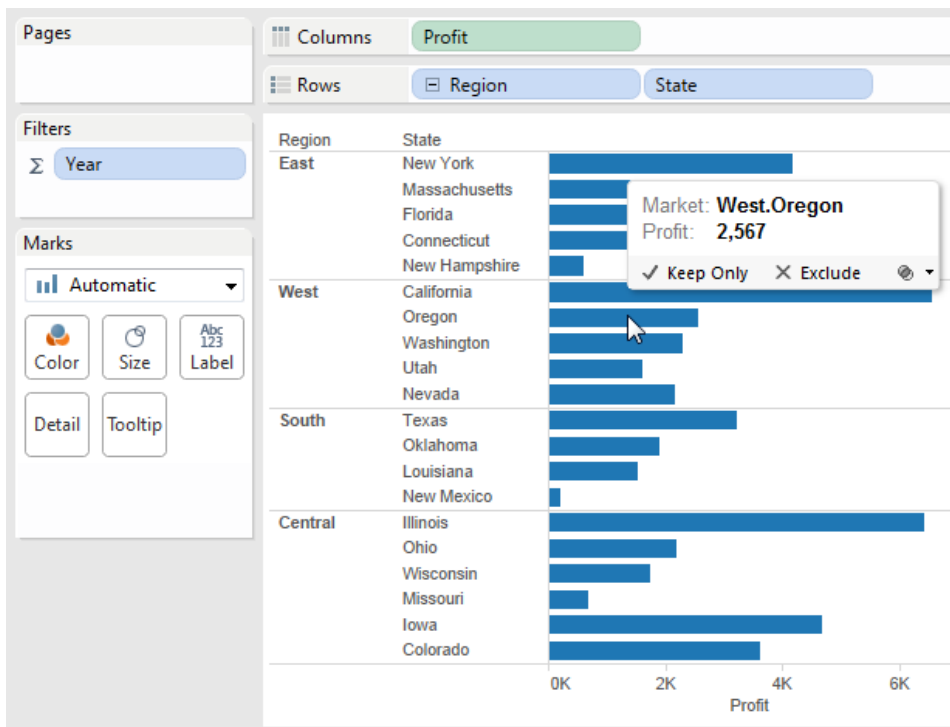 Pages
Columns Profit
Rows Region State
Filters
Σ Year
Marks
Automatic
Color Size Abc 123 Label
Detail Tooltip
Region State
East New York
Massachusetts
Florida
Connecticut
New Hampshire
West California
Oregon
Washington
Utah
Nevada
South Texas
Oklahoma
Louisiana
New Mexico
Central Illinois
Ohio
Wisconsin
Missouri
Iowa
Colorado
0K 2K 4K 6K
Profit
Market: West.Oregon
Profit: 2,567
Keep Only Exclude